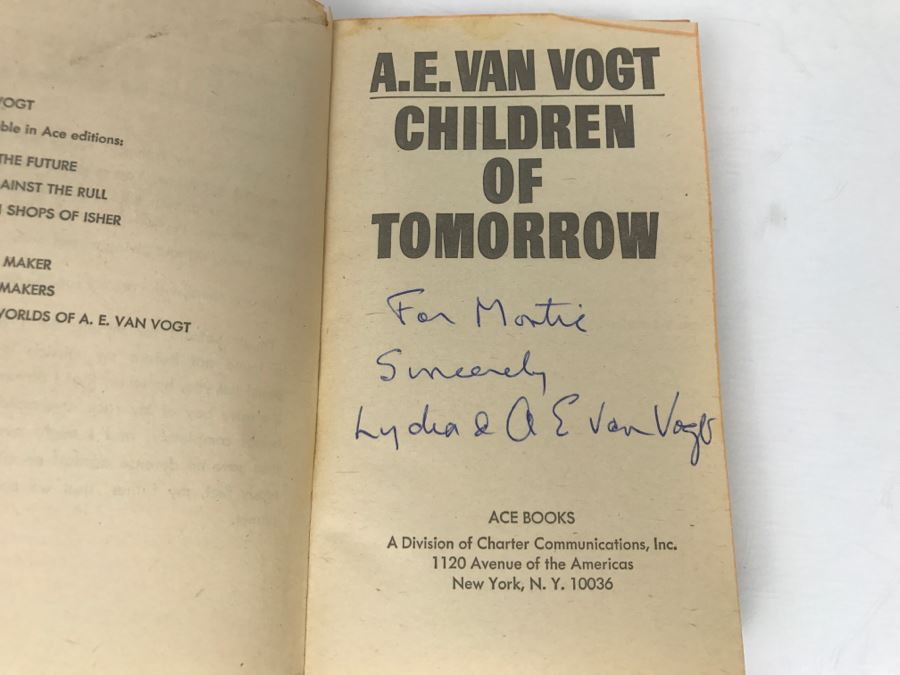 VOGT
ble in Ace editions:
THE FUTURE
AINST THE RULL
N SHOPS OF ISHER
MAKER
MAKERS
WORLDS OF A. E. VAN VOGT
A.E. VAN VOGT
CHILDREN
OF
TOMORROW
For Mortie
Sincerely
Lydia & A E Van Vogt
ACE BOOKS
A Division of Charter Communications, Inc.
1120 Avenue of the Americas
New York, N. Y. 10036